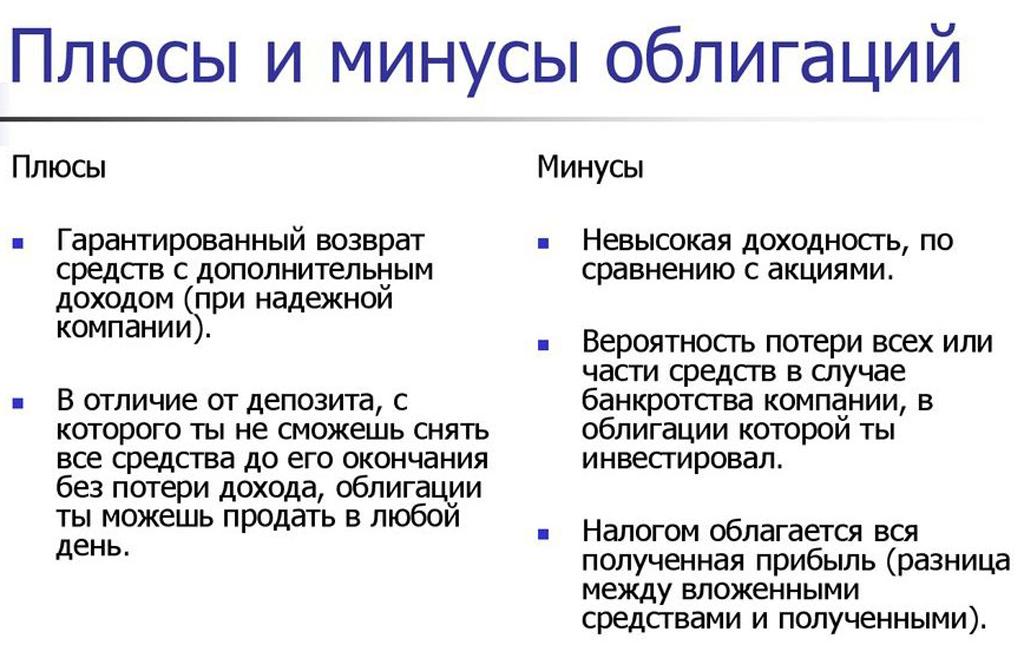 Плюсы и минусы облигаций
Плюсы
Гарантированный возврат
средств с дополнительным
доходом (при надежной
компании).
В отличие от депозита, с
которого ты не сможешь снять
все средства до его окончания
без потери дохода, облигации
ты можешь продать в любой
день.
Минусы
Невысокая доходность, по
сравнению с акциями.
Вероятность потери всех или
части средств в случае
банкротства компании, в
облигации которой ты
инвестировал.
Налогом облагается вся
полученная прибыль (разница
между вложенными
средствами и полученными).